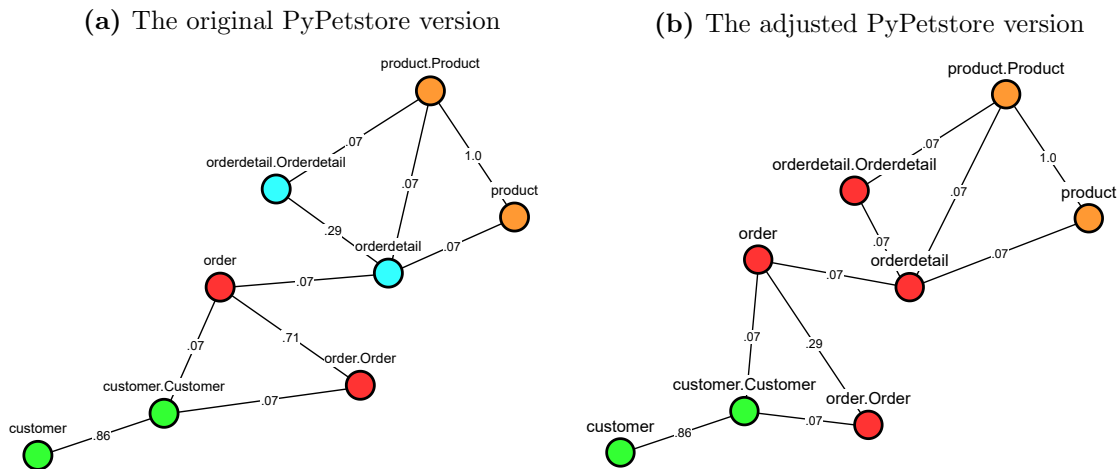 (a) The original PyPetstore version
product.Product
.07
orderdetail.Orderdetail
1.0
.07
product
.29
orderdetail
.07
order
.07
.71
.07
order.Order
customer.Customer
.07
customer
.86
(b) The adjusted PyPetstore version
product.Product
.07
orderdetail.Orderdetail
1.0
.07
product
order
.07
orderdetail
.07
.07
.07
.29
customer.Customer
order.Order
.07
customer
.86